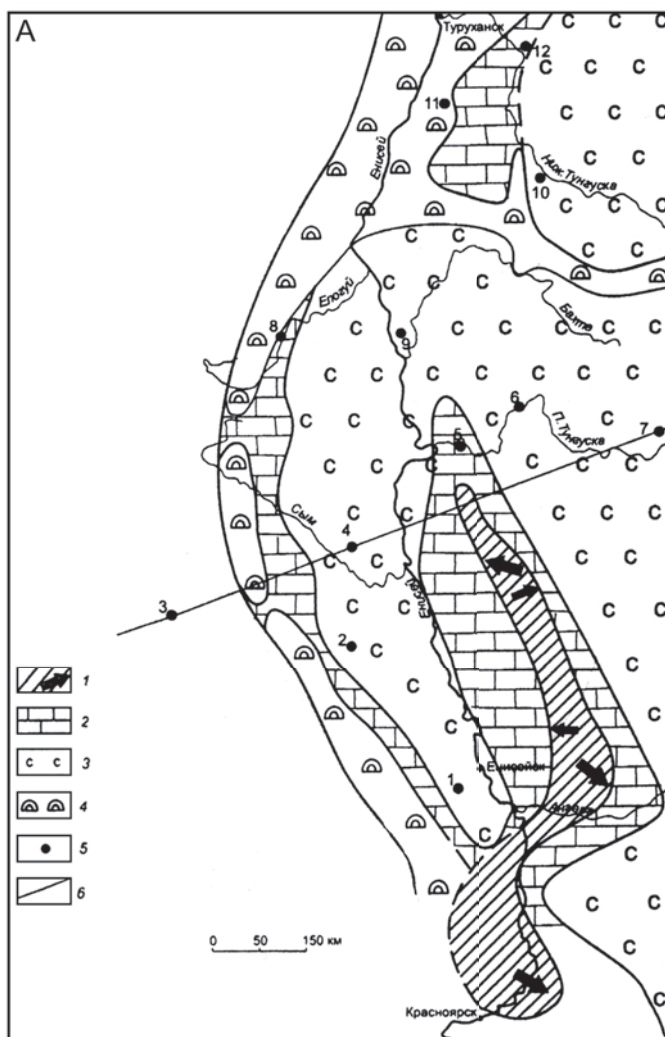 А
Туруханск
12
11
Енисей
Ниж.Тунгуска
10
Елогуй
Бахта
8
9
6
7
5
П.Тунгуска
Сым
4
Енисей
3
2
Енисейск
1
Ангара
1
2
с с 3
4
5
6
0 50 150 км
Красноярск